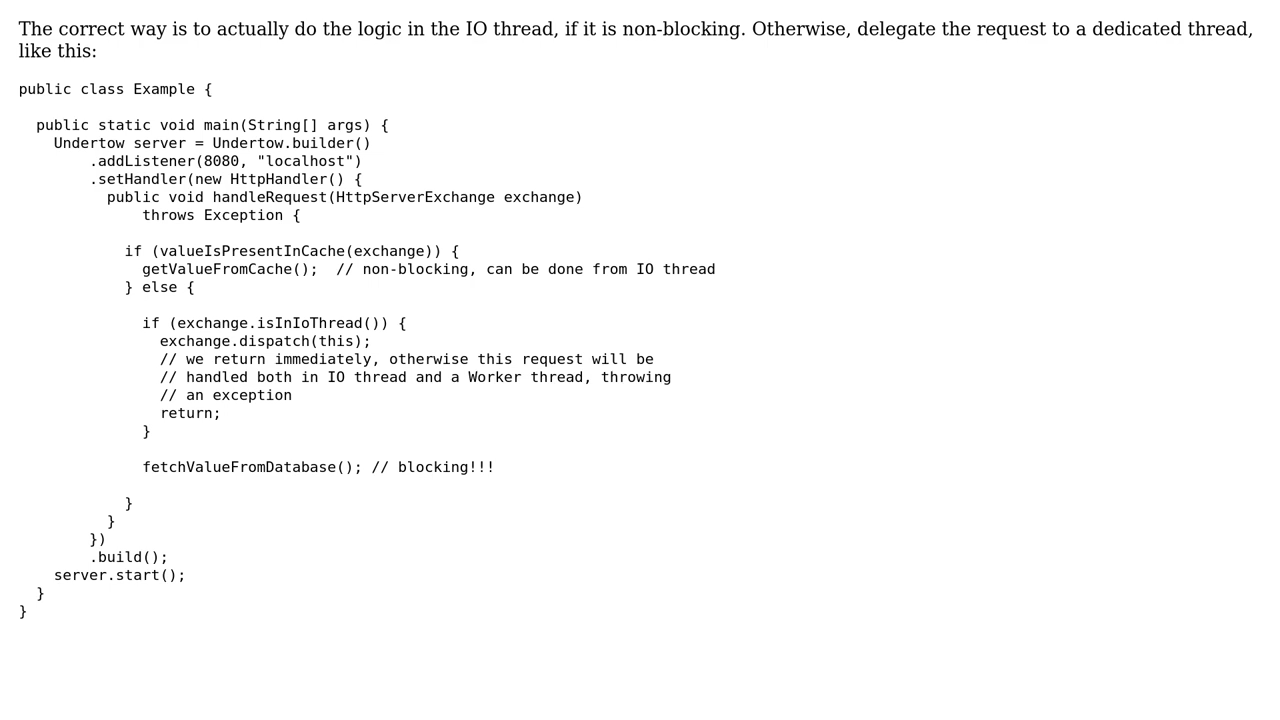 The correct way is to actually do the logic in the IO thread, if it is non-blocking. Otherwise, delegate the request to a dedicated thread,
like this:
public class Example {
  public static void main(String[] args) {
    Undertow server = Undertow.builder()
        .addListener(8080, "localhost")
        .setHandler(new HttpHandler() {
          public void handleRequest(HttpServerExchange exchange)
              throws Exception {
            if (valueIsPresentInCache(exchange)) {
              getValueFromCache();  // non-blocking, can be done from IO thread
            } else {
              if (exchange.isInIoThread()) {
                exchange.dispatch(this);
                // we return immediately, otherwise this request will be
                // handled both in IO thread and a Worker thread, throwing
                // an exception
                return;
              }
              fetchValueFromDatabase(); // blocking!!!
            }
          }
        })
        .build();
    server.start();
  }
}